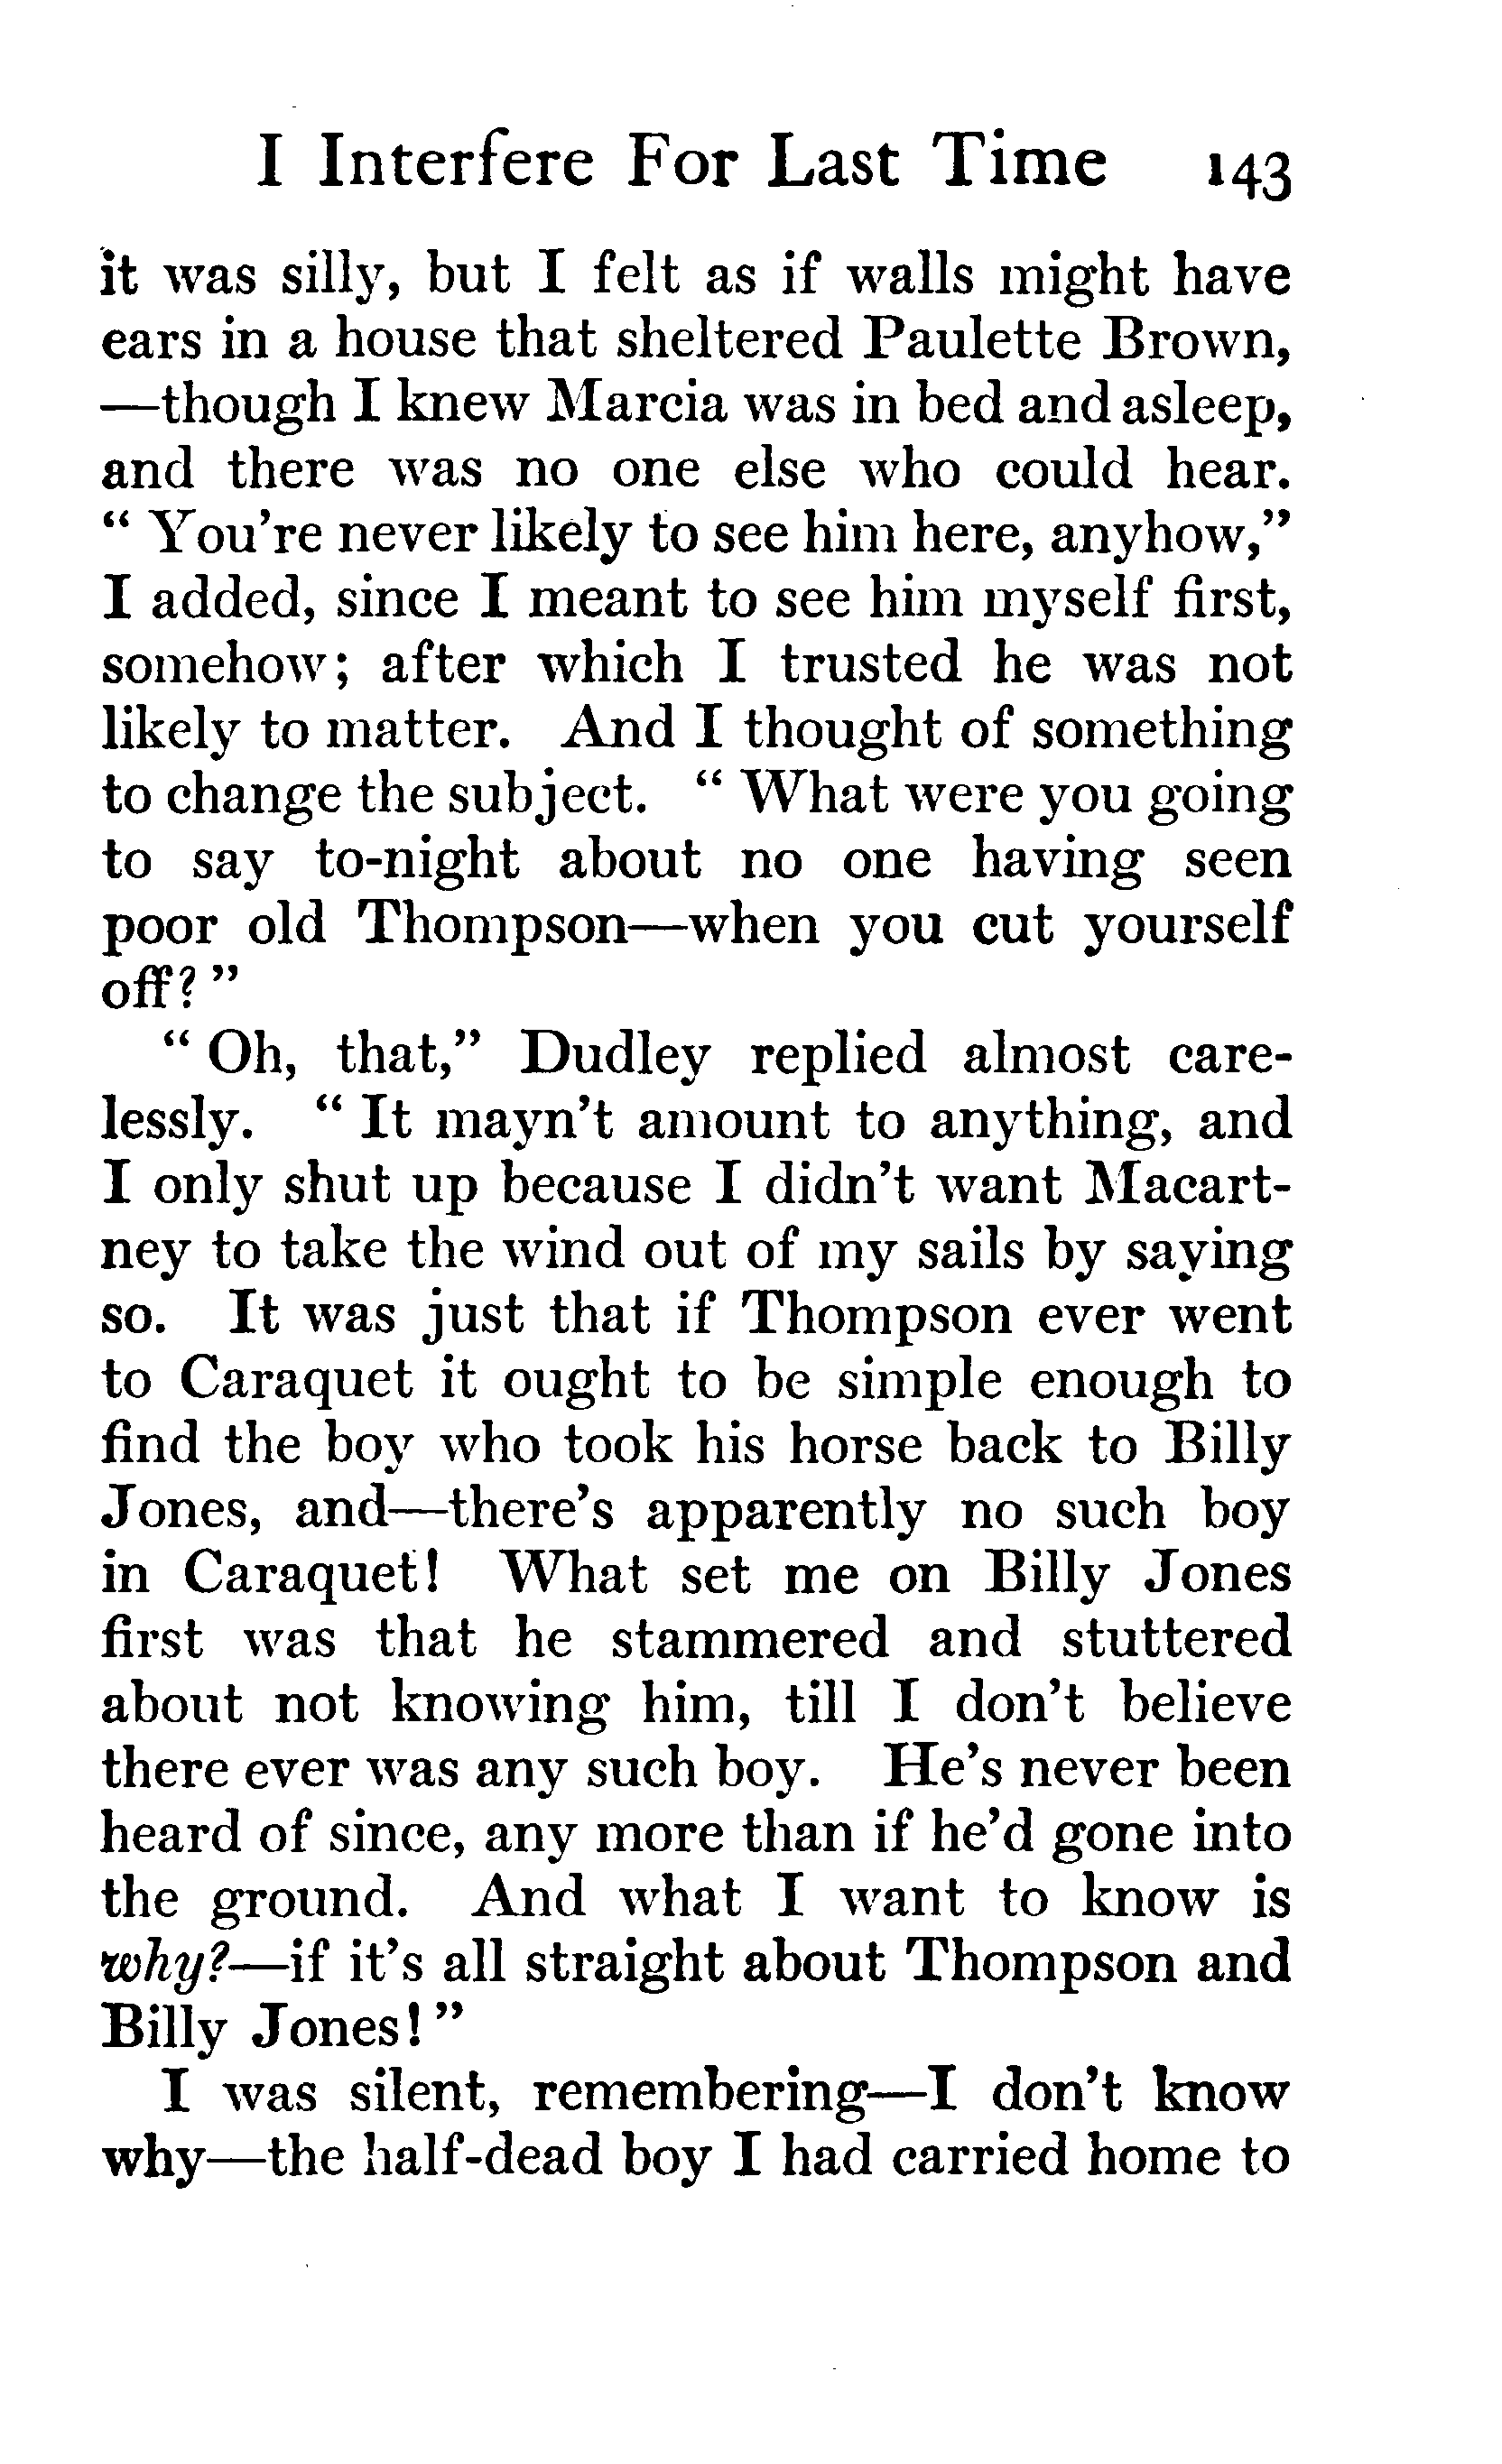 I Interfere For Last Time 143
it was silly, but I felt as if walls might have
ears in a house that sheltered Paulette Brown,
—though I knew Marcia was in bed and asleep,
and there was no one else who could hear.
“ You're never likely to see him here, anyhow,”
I added, since I meant to see him myself first,
somehow; after which I trusted he was not
likely to matter. And I thought of something
to change the subject. “ What were you going
to say to-night about no one having seen
poor old Thompson—when you cut yourself
off? ”
“ Oh, that,” Dudley replied almost care-
lessly. “ It mayn't amount to anything, and
I only shut up because I didn't want Macart-
ney to take the wind out of my sails by saying
so. It was just that if Thompson ever went
to Caraquet it ought to be simple enough to
find the boy who took his horse back to Billy
Jones, and—there's apparently no such boy
in Caraquet! What set me on Billy Jones
first was that he stammered and stuttered
about not knowing him, till I don't believe
there ever was any such boy. He's never been
heard of since, any more than if he'd gone into
the ground. And what I want to know is
why?—if it's all straight about Thompson and
Billy Jones! ”
I was silent, remembering—I don't know
why—the half-dead boy I had carried home to